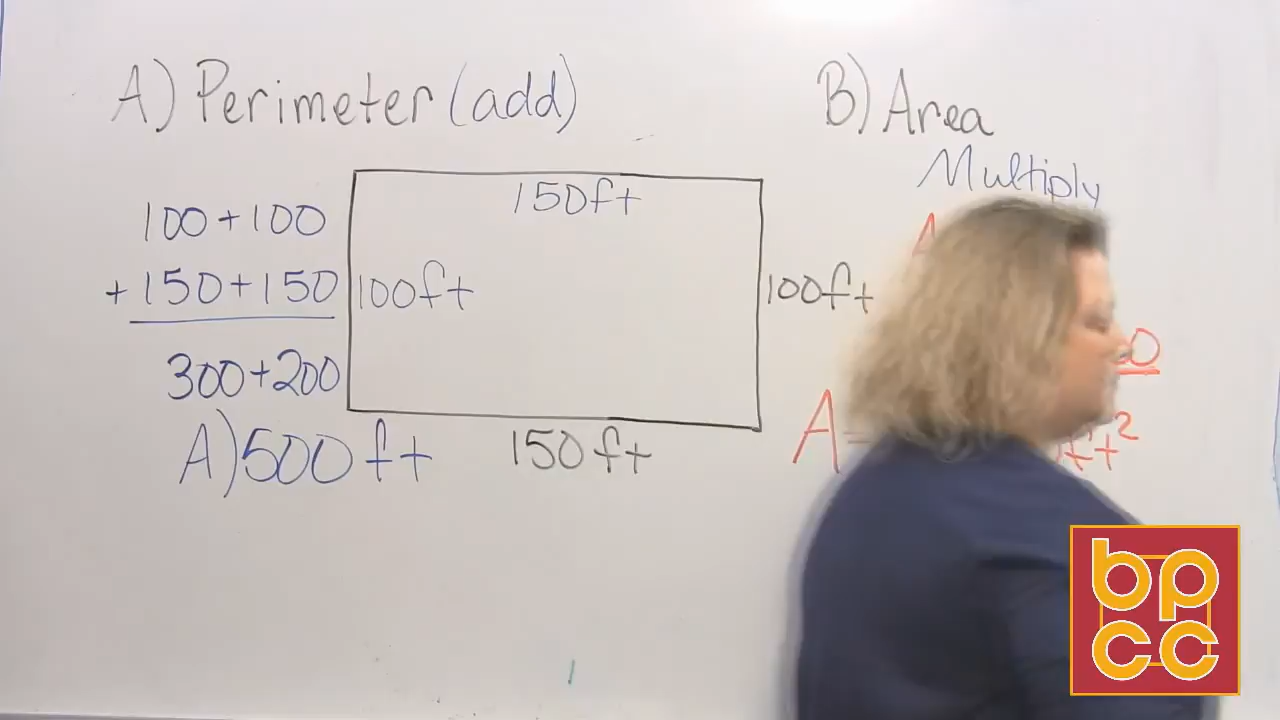 A) Perimeter (add)
100+100
+ 150+150
300+200
A) 500 ft
150ft
100ft
100ft
150 ft
B) Area
Multiply
A
A
ft²
bp
cc